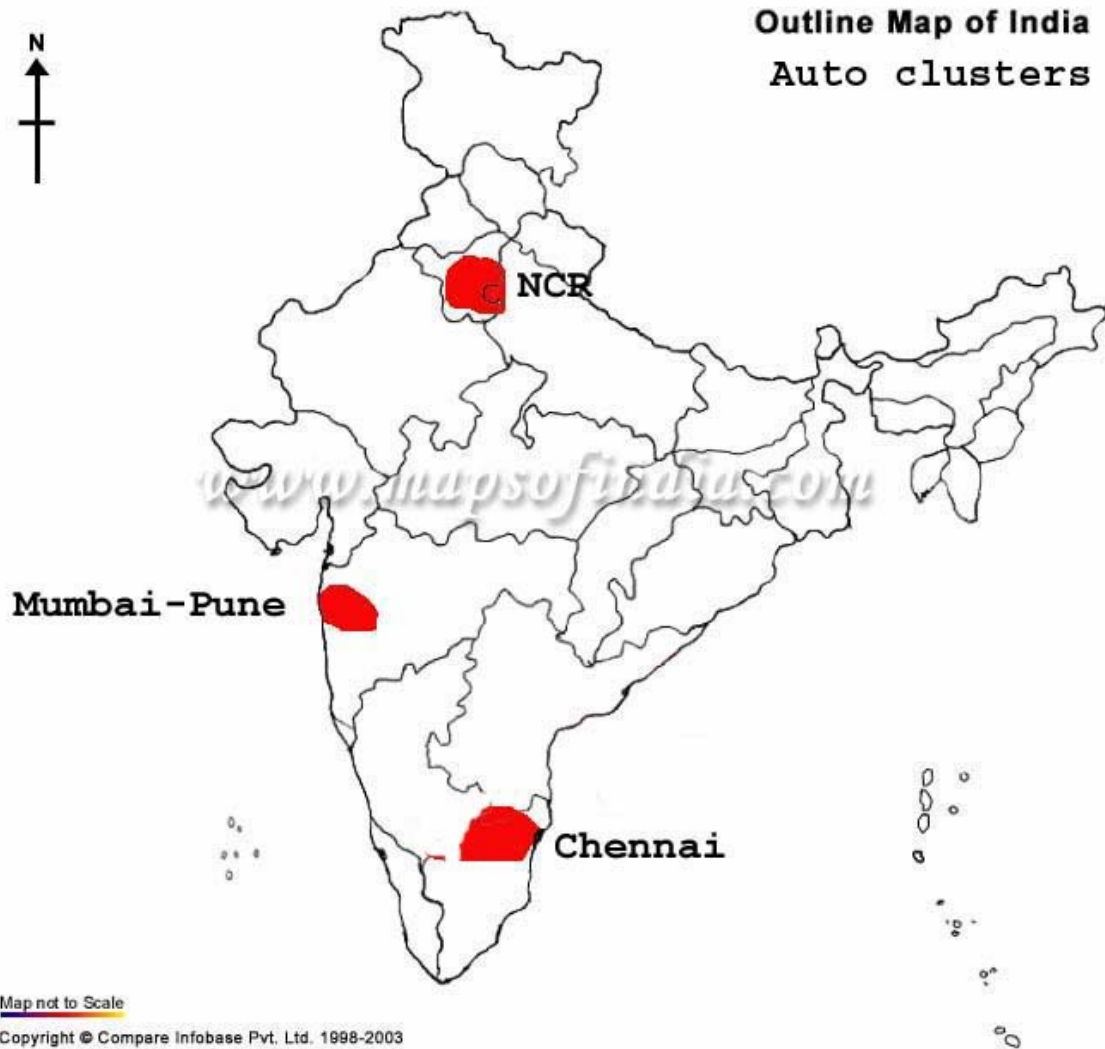 Outline Map of India
Auto clusters
N
NCR
www.mapsofindia.com
Mumbai-Pune
Chennai
Map not to Scale
Copyright © Compare Infobase Pvt. Ltd. 1998-2003